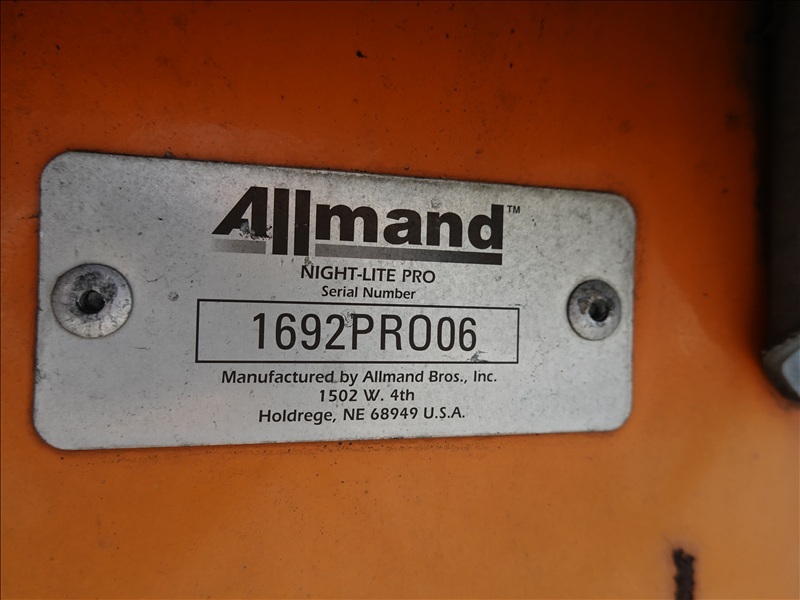 Allmand™
NIGHT-LITE PRO
Serial Number
1692PRO06
Manufactured by Allmand Bros., Inc.
1502 W. 4th
Holdrege, NE 68949 U.S.A.